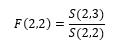 F(2,2) = S(2,3) / S(2,2)